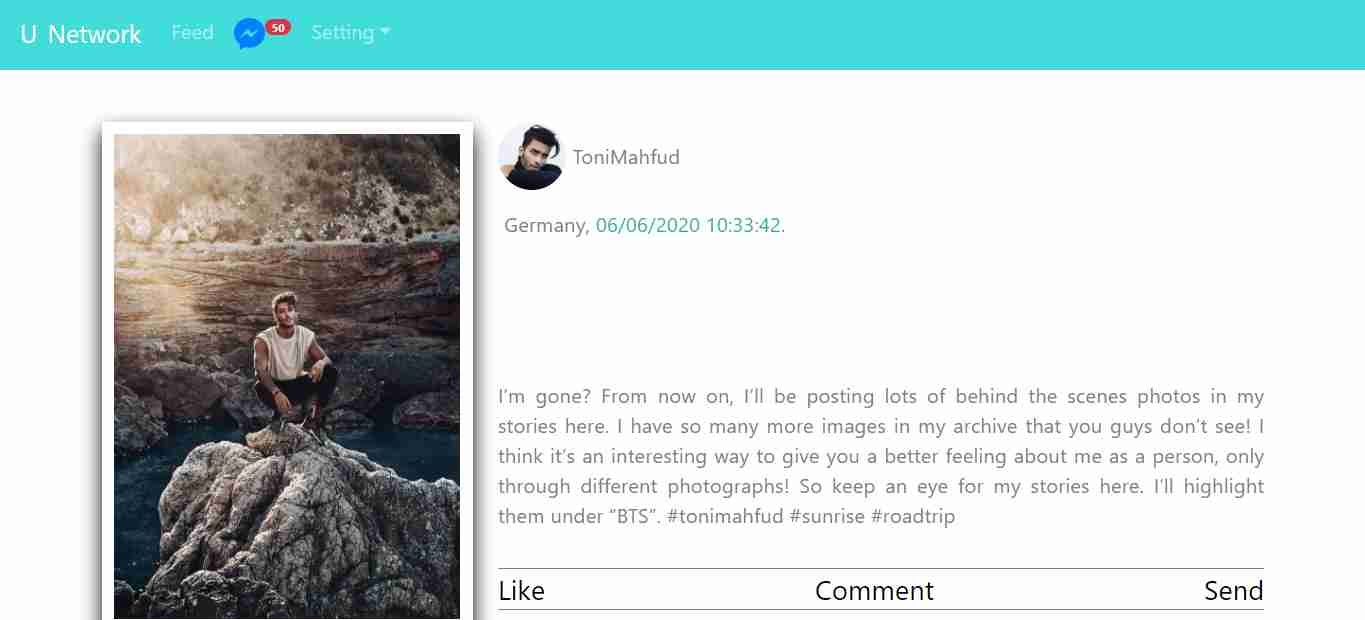 U Network Feed 50 Setting
ToniMahfud
Germany, 06/06/2020 10:33:42.
I’m gone? From now on, I’ll be posting lots of behind the scenes photos in my
stories here. I have so many more images in my archive that you guys don’t see! I
think it’s an interesting way to give you a better feeling about me as a person, only
through different photographs! So keep an eye for my stories here. I’ll highlight
them under “BTS”. #tonimahfud #sunrise #roadtrip
Like Comment Send